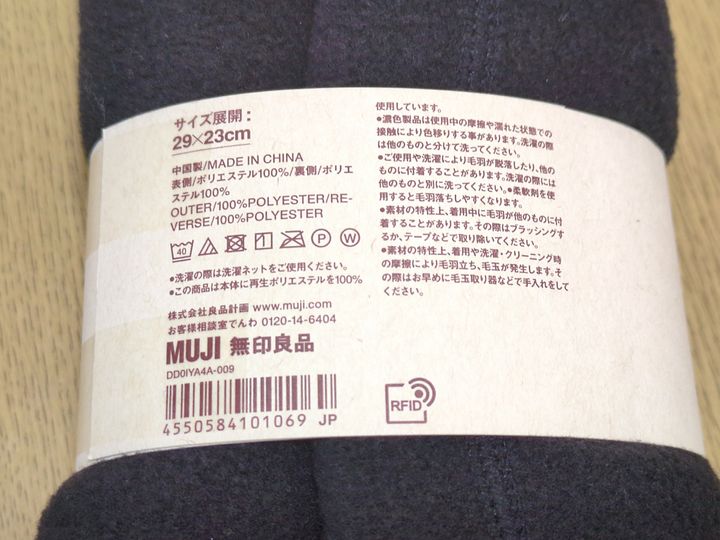 サイズ展開：
29×23cm
中国製/MADE IN CHINA
表側/ポリエステル100%/裏側/ポリエ
ステル100%
OUTER/100%POLYESTER/RE-
VERSE/100%POLYESTER
40
P
W
●洗濯の際は洗濯ネットをご使用ください。
●この商品は本体に再生ポリエステルを100%
株式会社良品計画 www.muji.com
お客様相談室でんわ 0120-14-6404
MUJI 無印良品
DD0IYA4A-009
4550584101069 JP
使用しています。
●濃色製品は使用中の摩擦や濡れた状態での
接触により色移りする事があります。洗濯の際
は他のものと分けて洗ってください。
●ご使用や洗濯により毛羽が脱落したり、他の
ものに付着することがあります。洗濯の際には
他のものと別に洗ってください。●柔軟剤を使
用すると毛羽落ちしやすくなります。
●素材の特性上、着用中に毛羽が他のものに付
着することがあります。その際はブラッシングす
るか、テープなどで取り除いてください。
●素材の特性上、着用や洗濯・クリーニング時
の摩擦により毛羽立ち、毛玉が発生します。そ
の際はお早めに毛玉取り器などで手入れをして
ください。
RFID